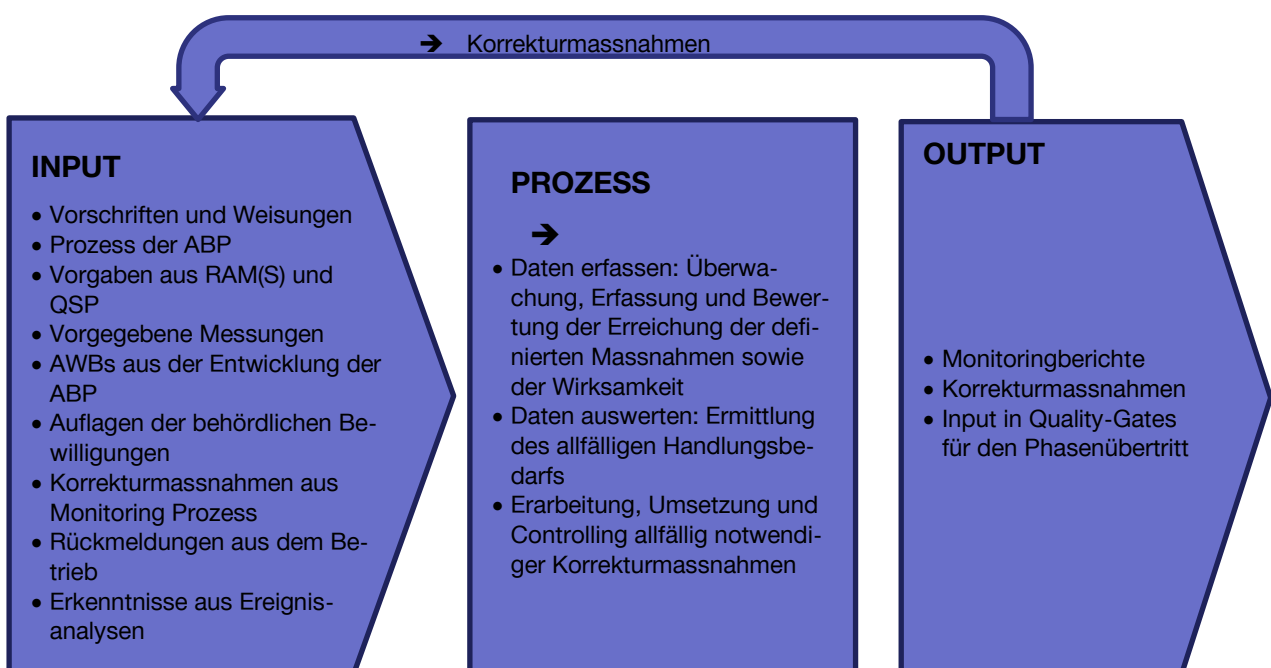 ➔ Korrekturmassnahmen
INPUT
• Vorschriften und Weisungen
• Prozess der ABP
• Vorgaben aus RAM(S) und
QSP
• Vorgegebene Messungen
• AWBs aus der Entwicklung der
ABP
• Auflagen der behördlichen Be-
willigungen
• Korrekturmassnahmen aus
Monitoring Prozess
• Rückmeldungen aus dem Be-
trieb
• Erkenntnisse aus Ereignis-
analysen
PROZESS
➔
• Daten erfassen: Überwa-
chung, Erfassung und Bewer-
tung der Erreichung der defi-
nierten Massnahmen sowie
der Wirksamkeit
• Daten auswerten: Ermittlung
des allfälligen Handlungsbe-
darfs
• Erarbeitung, Umsetzung und
Controlling allfällig notwendi-
ger Korrekturmassnahmen
OUTPUT
• Monitoringberichte
• Korrekturmassnahmen
• Input in Quality-Gates
für den Phasenübertritt